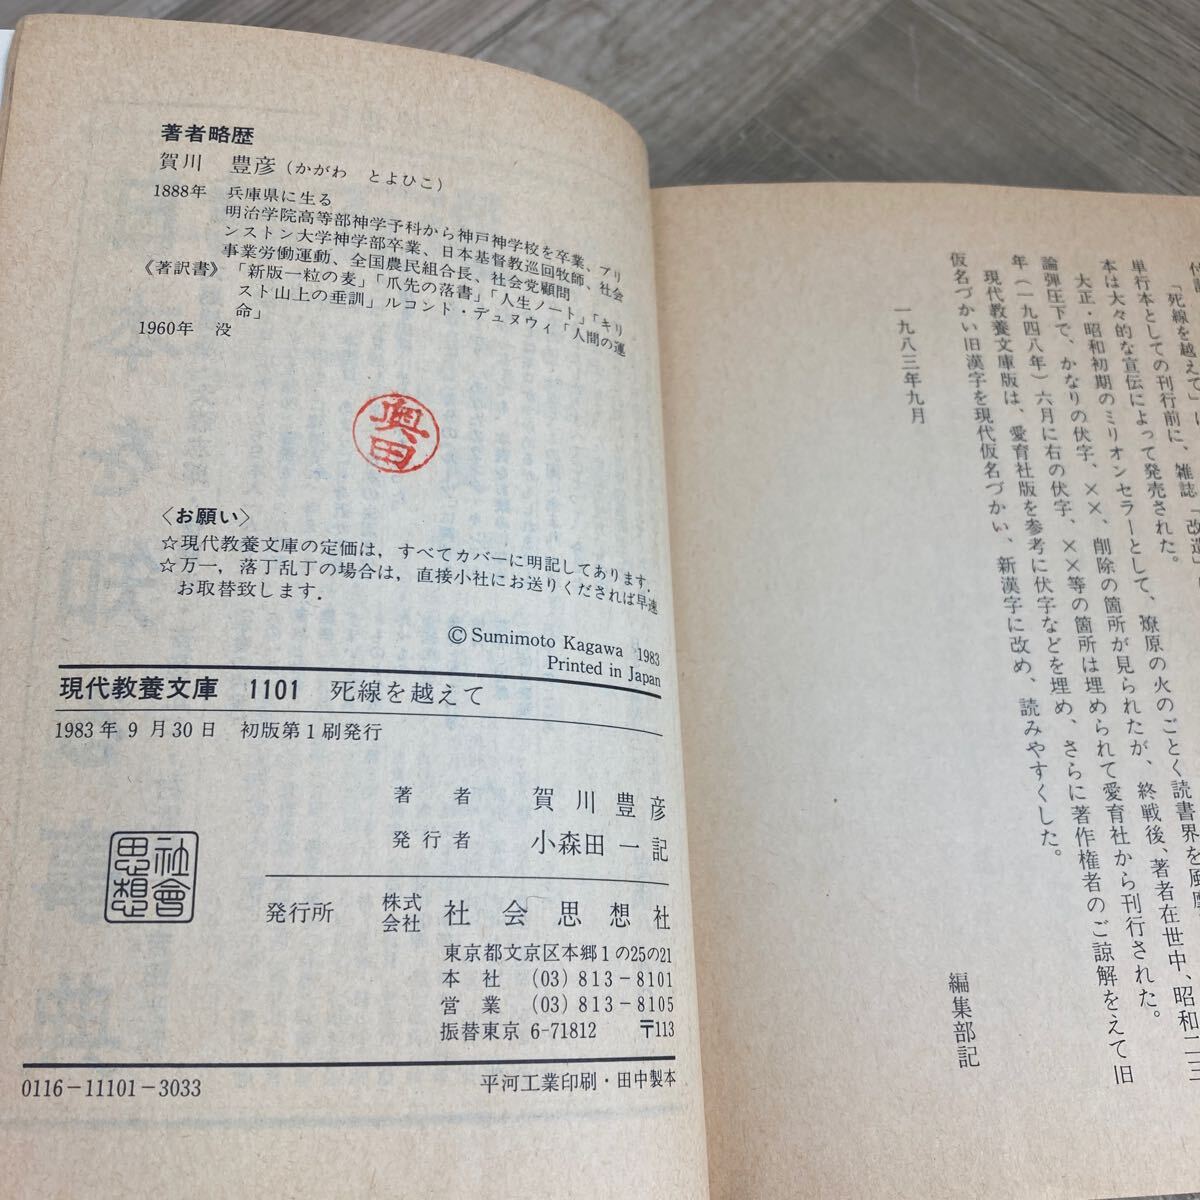 著者略歴
賀川 豊彦（かがわ とよひこ）
1888年 兵庫県に生る
明治学院高等部神学予科から神戸神学校を卒業、プリ
ンストン大学神学部卒業、日本基督教巡回牧師、社会
事業労働運動、全国農民組合長、社会党顧問
《著訳書》「新版一粒の麦」「爪先の落書」「人生ノート」「キリ
スト山上の垂訓」ルコント・デュヌウィ「人間の運
命」
1960年 没
奥田
〈お願い〉
☆現代教養文庫の定価は，すべてカバーに明記してあります．
☆万一，落丁乱丁の場合は，直接小社にお送りくだされば早速
お取替致します．
©Sumimoto Kagawa 1983
Printed in Japan
現代教養文庫 1101 死線を越えて
1983年9月30日 初版第1刷発行
著者 賀川豊彦
発行者 小森田一記
社會思想
発行所 株式会社 社会思想社
東京都文京区本郷1の25の21
本社 (03) 813－8101
営業 (03) 813－8105
振替東京 6-71812 〒113
0116－11101－3033
平河工業印刷・田中製本
「死線を越えて」に
単行本としての刊行前に、雑誌「改造」
本は大々的な宣伝によって発売された。
大正・昭和初期のミリオンセラーとして、燎原の火のごとく読書界を風靡
論弾圧下で、かなりの伏字、××、削除の箇所が見られたが、終戦後、著者在世中、昭和二三
年（一九四八年）六月に右の伏字、××等の箇所は埋められて愛育社から刊行された。
現代教養文庫版は、愛育社版を参考に伏字などを埋め、さらに著作権者のご諒解をえて旧
仮名づかい旧漢字を現代仮名づかい、新漢字に改め、読みやすくした。
一九八三年九月
編集部記